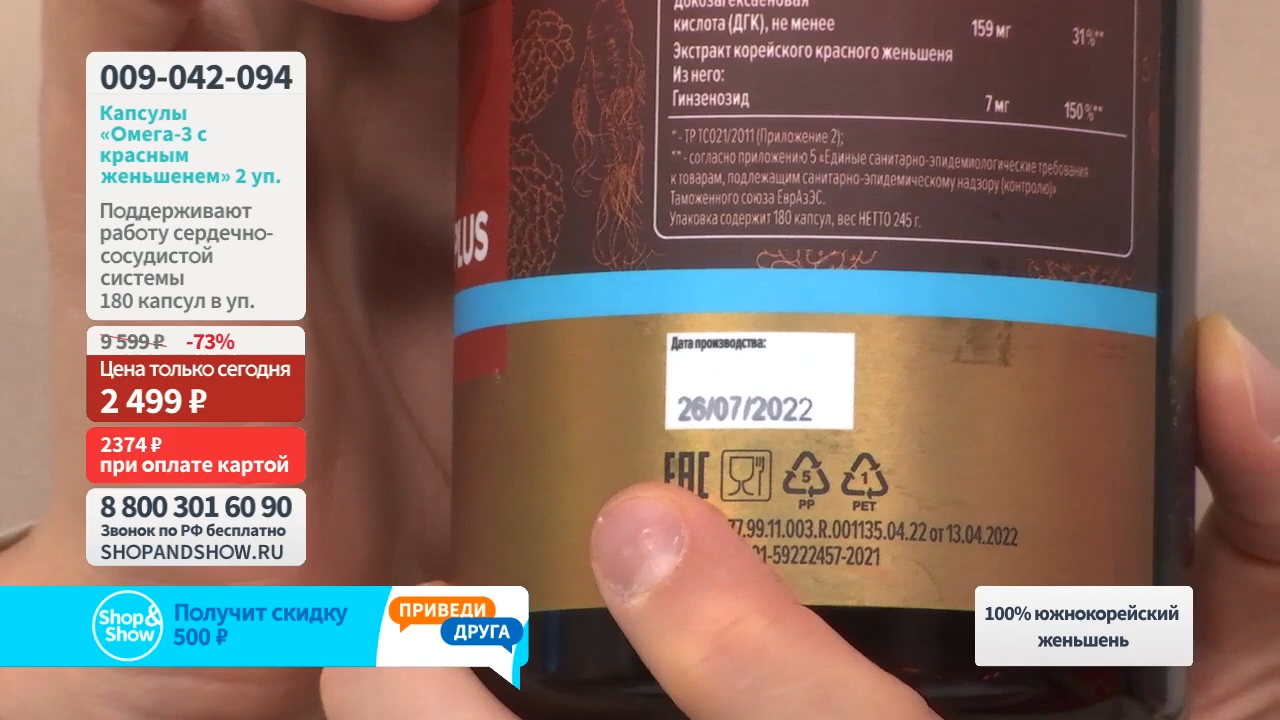 009-042-094
Капсулы
«Омега-3 с
красным
женьшенем» 2 уп.
Поддерживают
работу сердечно-
сосудистой
системы
180 капсул в уп.
9 599 ₽ -73%
Цена только сегодня
2 499 ₽
2374 ₽
при оплате картой
8 800 301 60 90
Звонок по РФ бесплатно
SHOPANDSHOW.RU
Shop&
Show
Получит скидку
500 ₽
ПРИВЕДИ
ДРУГА
100% южнокорейский
женьшень
PLUS
докозагексаеновая
кислота (ДГК), не менее 159 мг 31%**
Экстракт корейского красного женьшеня
Из него:
Гинзенозид 7 мг 150%**
* - ТР ТС021/2011 (Приложение 2);
** - согласно приложению 5 «Единые санитарно-эпидемиологические требования
к товарам, подлежащим санитарно-эпидемическому надзору (контролю)»
Таможенного союза ЕврАзЭС.
Упаковка содержит 180 капсул, вес НЕТТО 245 г.
Дата производства:
26/07/2022
EAC
5
PP
1
PET
77.99.11.003.R.001135.04.22 от 13.04.2022
01-59222457-2021